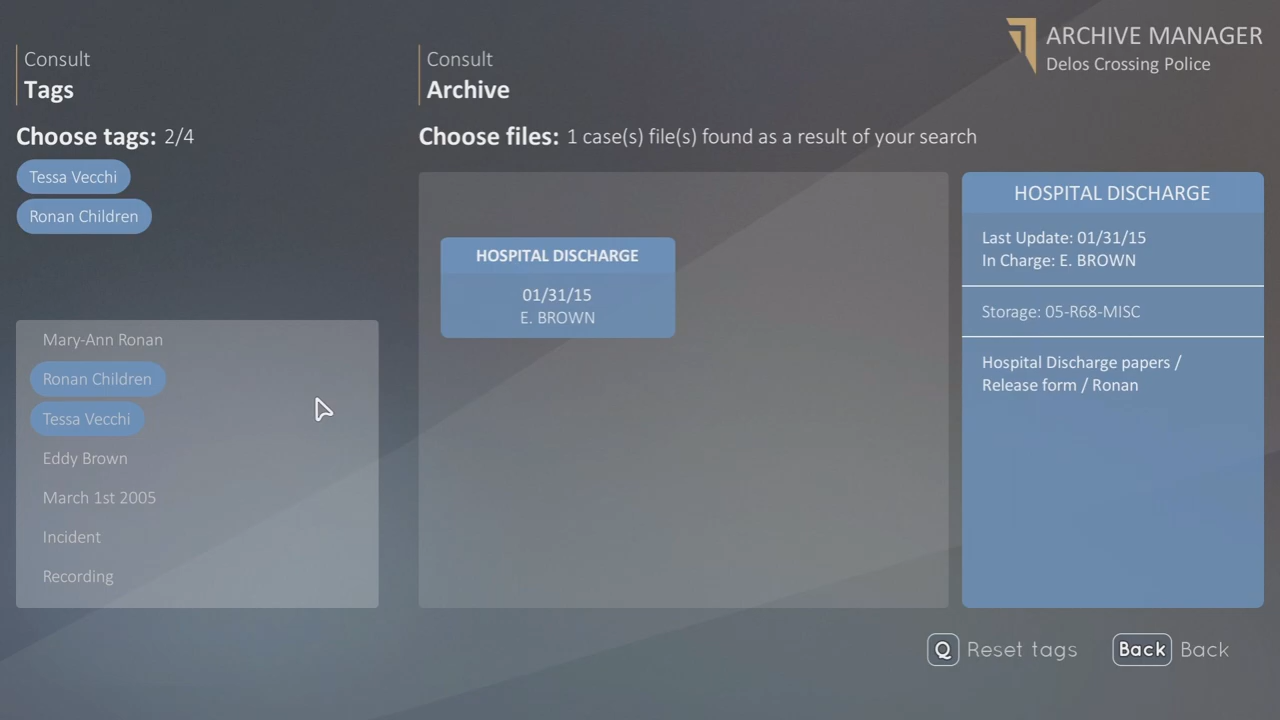 ARCHIVE MANAGER
Delos Crossing Police
Consult
Tags
Choose tags: 2/4
Tessa Vecchi
Ronan Children
Mary-Ann Ronan
Ronan Children
Tessa Vecchi
Eddy Brown
March 1st 2005
Incident
Recording
Consult
Archive
Choose files: 1 case(s) file(s) found as a result of your search
HOSPITAL DISCHARGE
01/31/15
E. BROWN
HOSPITAL DISCHARGE
Last Update: 01/31/15
In Charge: E. BROWN
Storage: 05-R68-MISC
Hospital Discharge papers /
Release form / Ronan
Q Reset tags
Back Back